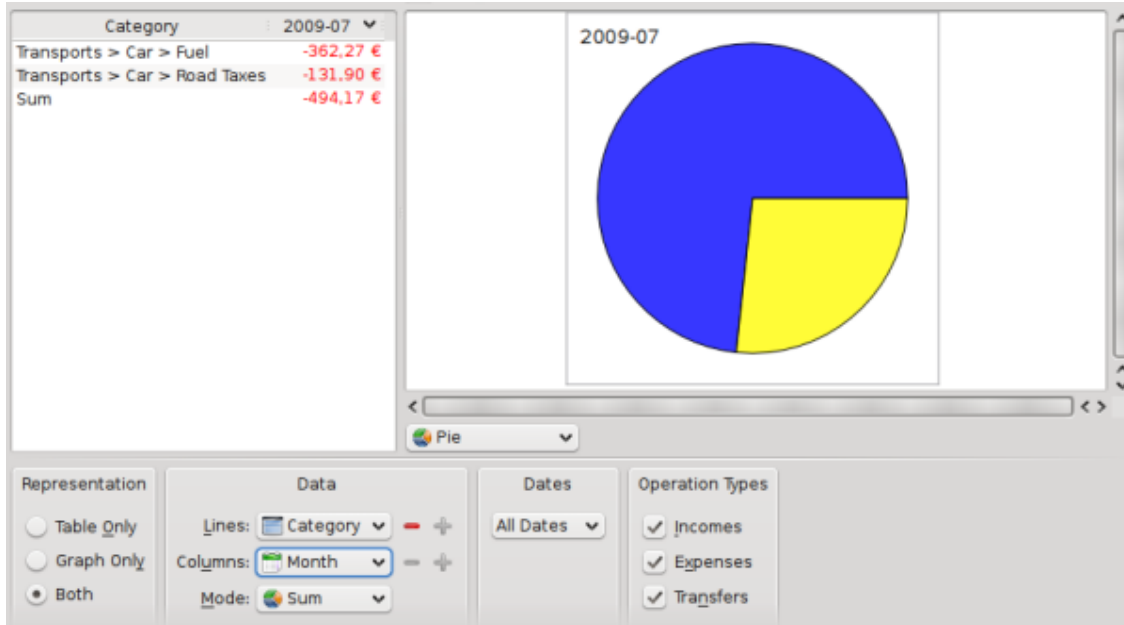 Category 2009-07
Transports > Car > Fuel -362,27 €
Transports > Car > Road Taxes -131,90 €
Sum -494,17 €
2009-07
Pie
Representation
Table Only
Graph Only
Both
Data
Lines: Category
Columns: Month
Mode: Sum
Dates
All Dates
Operation Types
Incomes
Expenses
Transfers